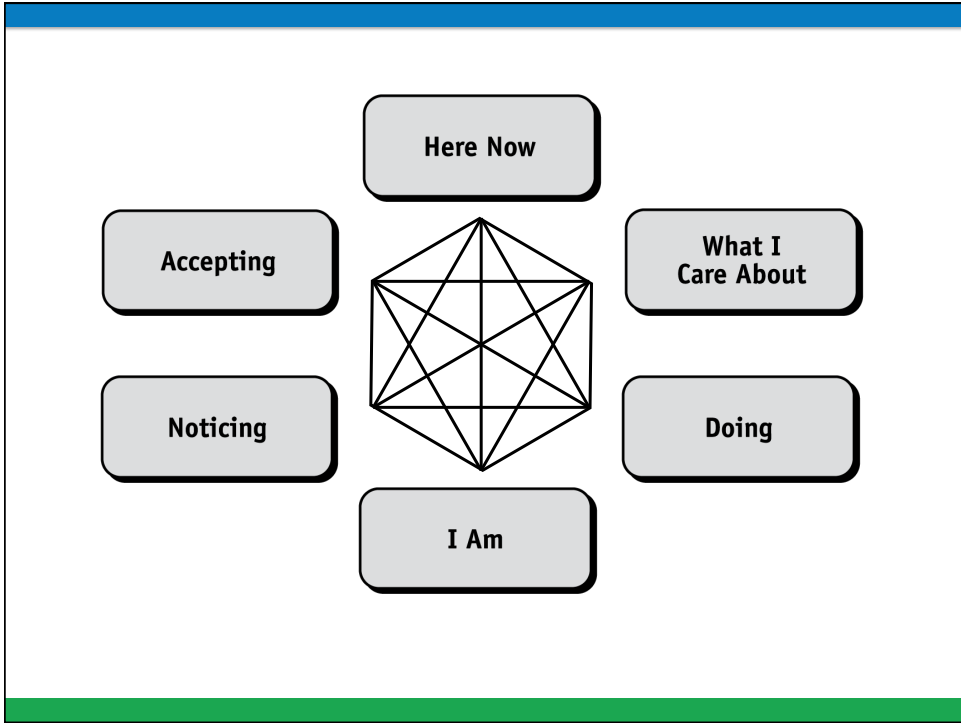 Here Now
Accepting
What I
Care About
Noticing
Doing
I Am